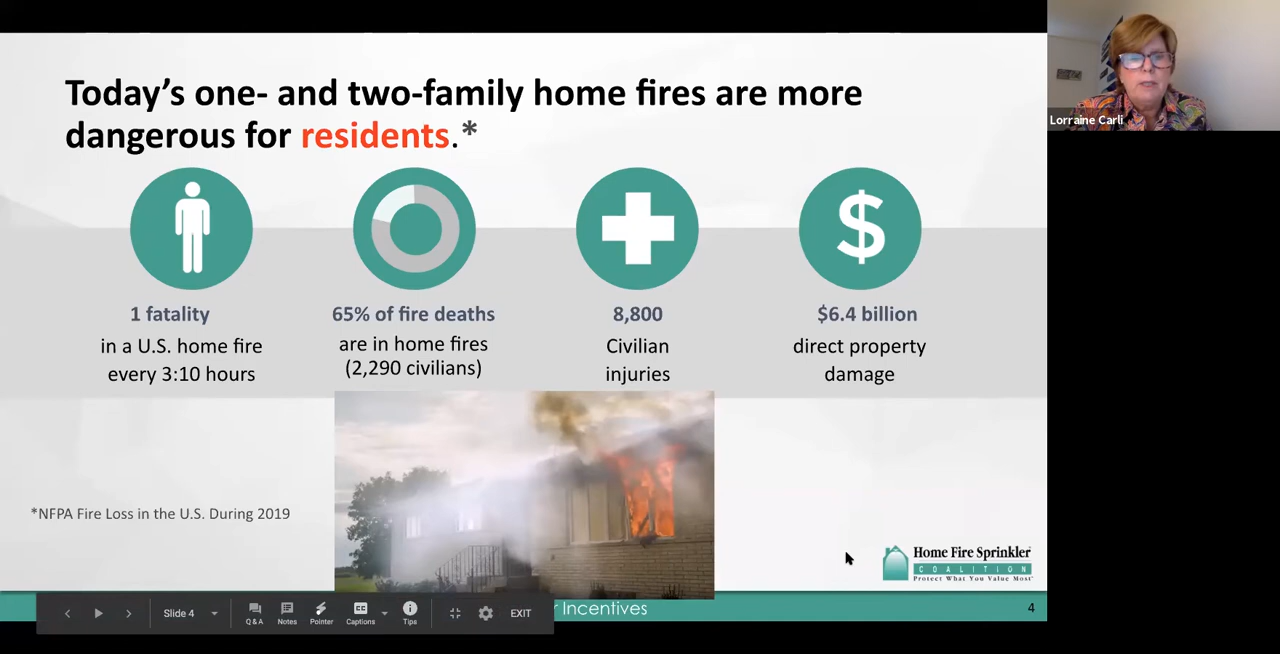 Today's one- and two-family home fires are more
dangerous for residents.*
Lorraine Carli
$
1 fatality
in a U.S. home fire
every 3:10 hours
65% of fire deaths
are in home fires
(2,290 civilians)
8,800
Civilian
injuries
$6.4 billion
direct property
damage
*NFPA Fire Loss in the U.S. During 2019
Home Fire Sprinkler
COALITION
Protect What You Value Most
Incentives
4
Slide 4
Q & A
Notes
Pointer
CC
Captions
Tips
EXIT